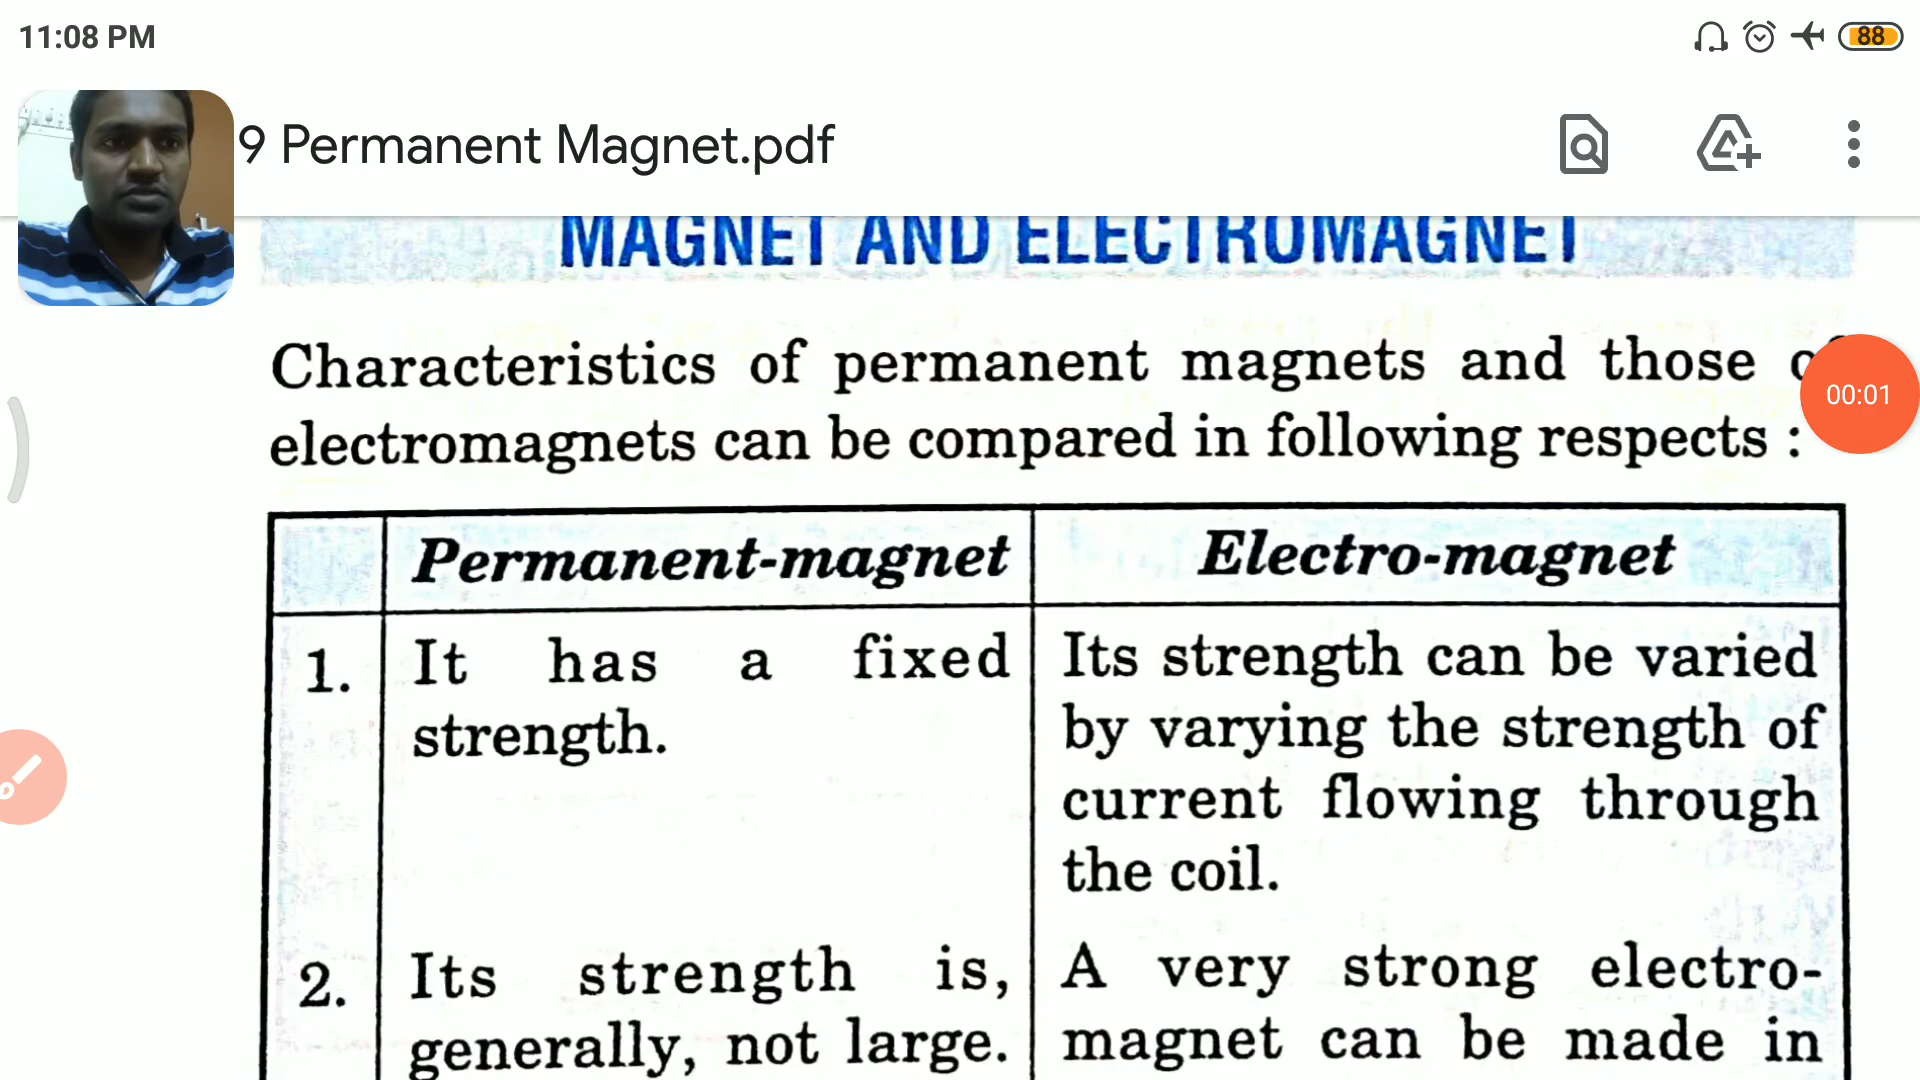 11:08 PM
88
9 Permanent Magnet.pdf
MAGNET AND ELECTROMAGNET
Characteristics of permanent magnets and those
electromagnets can be compared in following respects :
00:01
Permanent-magnet
Electro-magnet
1.
It has a fixed
strength.
Its strength can be varied
by varying the strength of
current flowing through
the coil.
2.
Its strength is,
generally, not large.
A very strong electro-
magnet can be made in